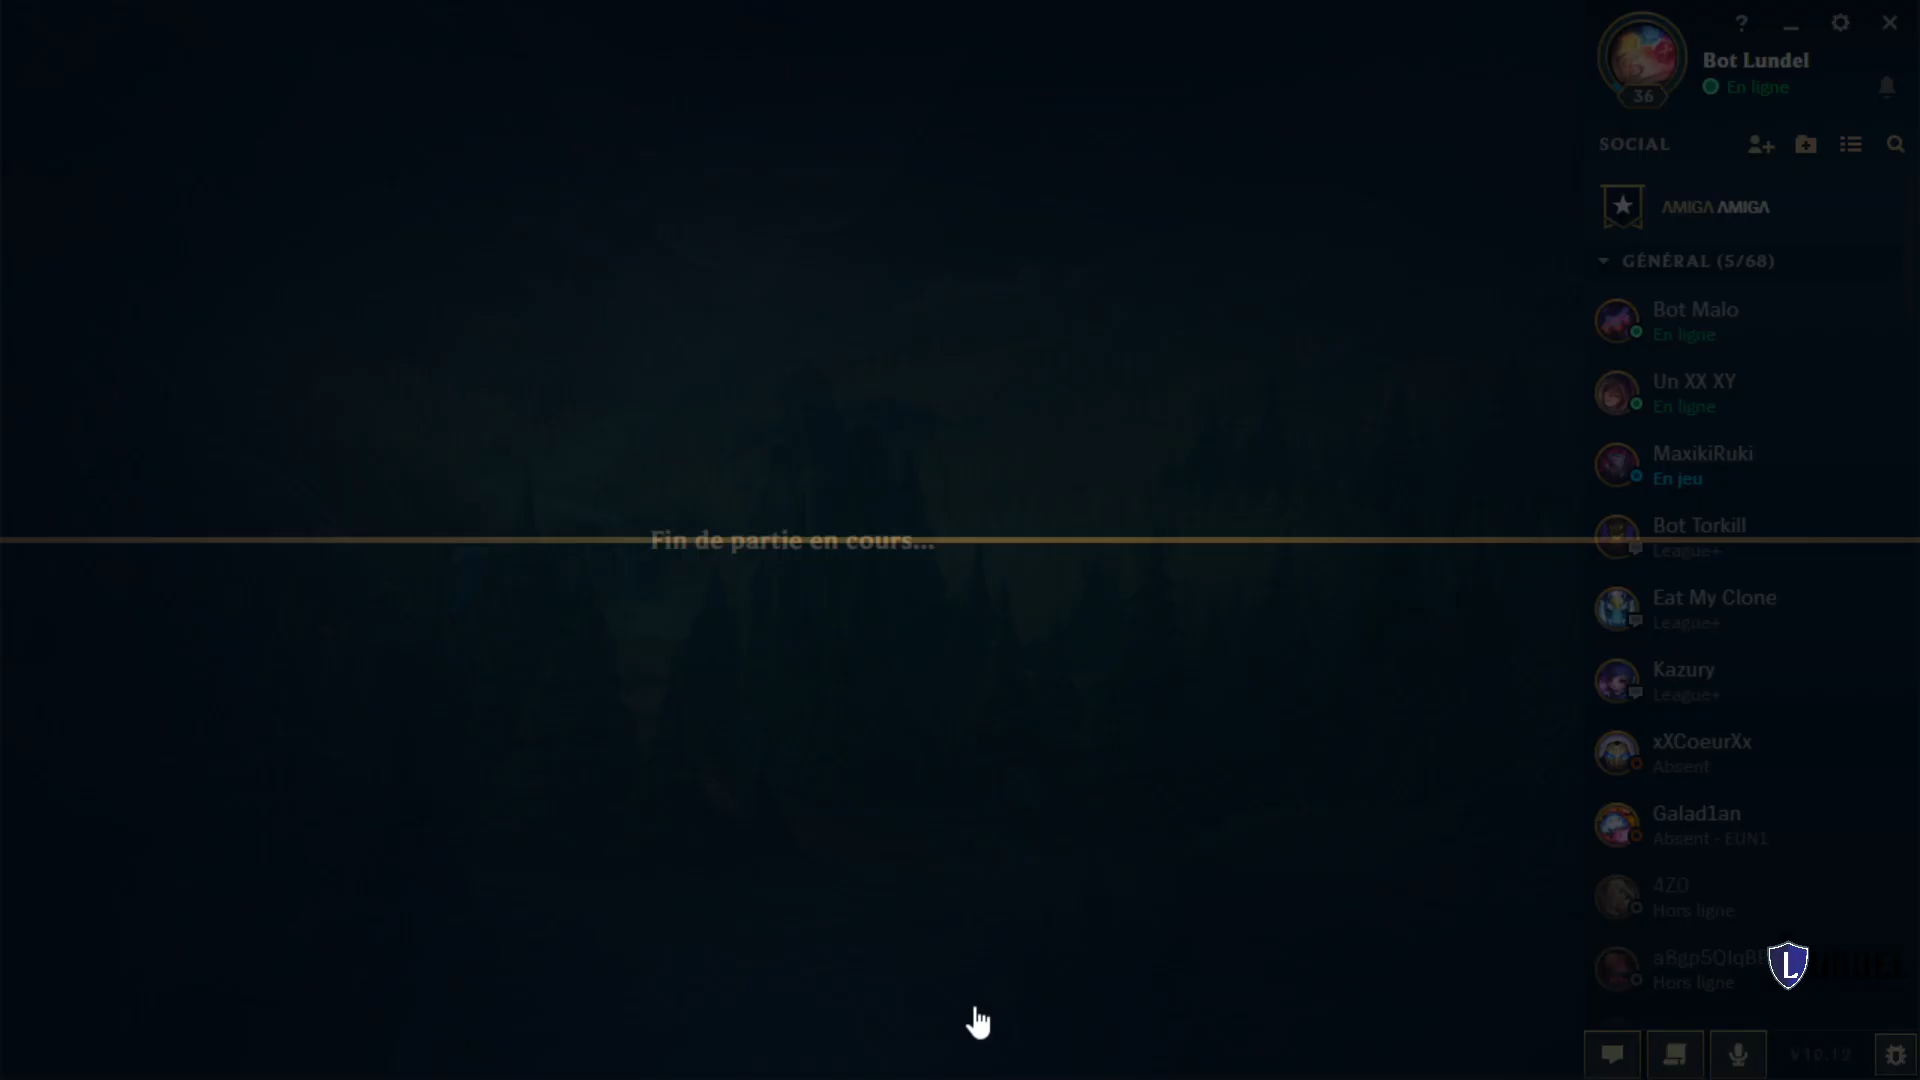 ?
Bot Lundel
En ligne
36
SOCIAL
AMIGA AMIGA
GÉNÉRAL (5/68)
Bot Malo
En ligne
Un XX XY
En ligne
MaxikiRuki
En jeu
Fin de partie en cours...
Bot Torkill
League+
Eat My Clone
League+
Kazury
League+
xXCoeurXx
Absent
Galad1an
Absent - EUN1
4ZO
Hors ligne
Hors ligne
L
V10.12